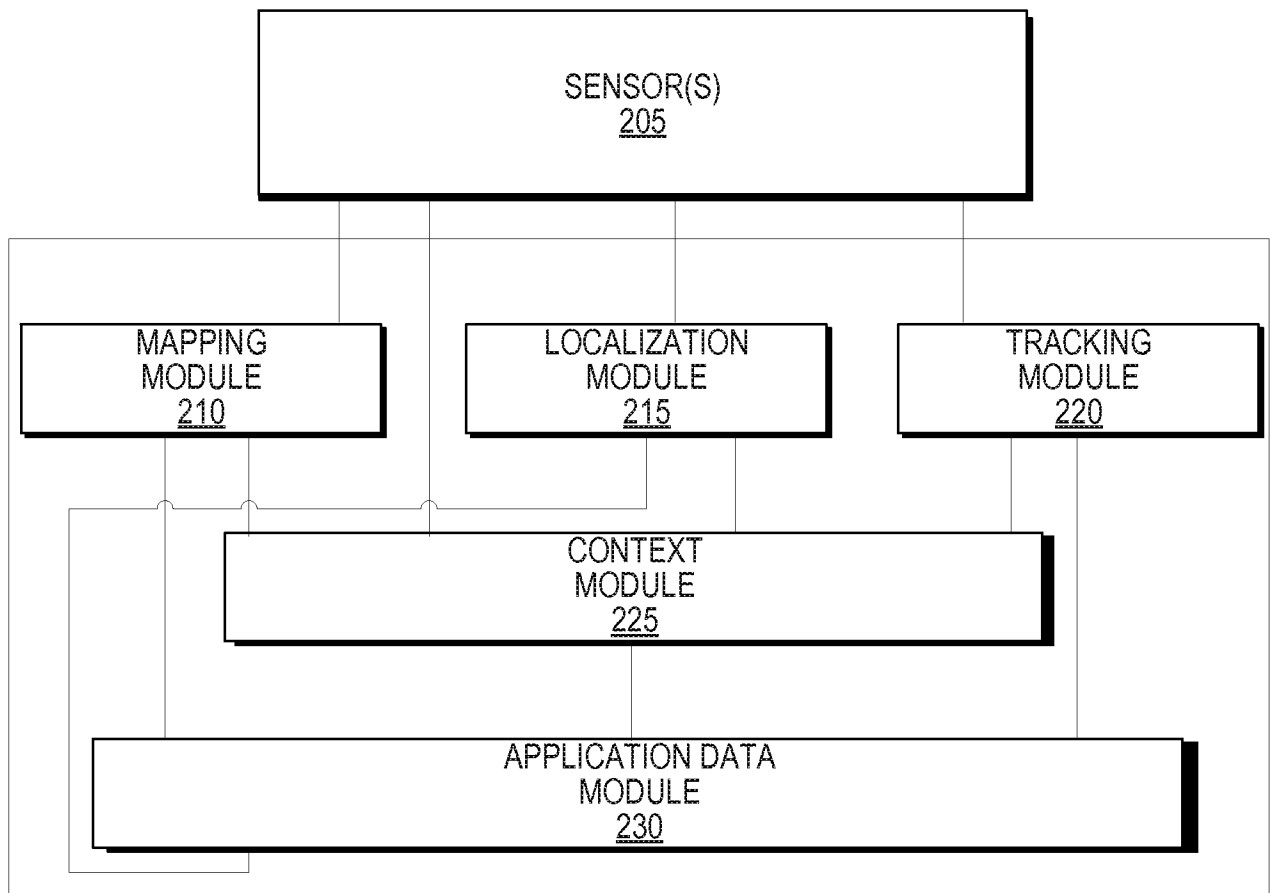 SENSOR(S)
205
MAPPING
MODULE
210
LOCALIZATION
MODULE
215
TRACKING
MODULE
220
CONTEXT
MODULE
225
APPLICATION DATA
MODULE
230